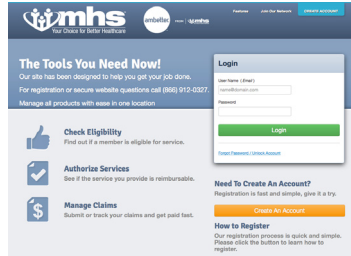 mhs
Your Choice for Better Healthcare
ambetter
FROM mhs
Features
Join Our Network
CREATE ACCOUNT
The Tools You Need Now!
Our site has been designed to help you get your job done.
For registration or secure website questions call (866) 912-0327.
Manage all products with ease in one location
Login
User Name ( Email )
name@domain.com
Password
Login
Forgot Password / Unlock Account
Check Eligibility
Find out if a member is eligible for service.
Authorize Services
See if the service you provide is reimbursable.
Manage Claims
Submit or track your claims and get paid fast.
Need To Create An Account?
Registration is fast and simple, give it a try.
Create An Account
How to Register
Our registration process is quick and simple.
Please click the button to learn how to
register.